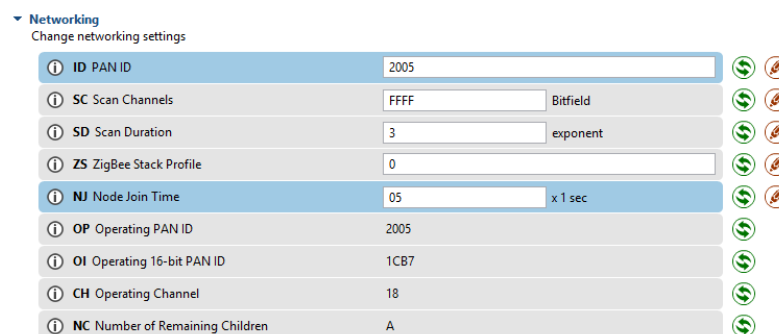 Networking
Change networking settings
ID PAN ID 2005
SC Scan Channels FFFF Bitfield
SD Scan Duration 3 exponent
ZS ZigBee Stack Profile 0
NJ Node Join Time 05 x 1 sec
OP Operating PAN ID 2005
OI Operating 16-bit PAN ID 1CB7
CH Operating Channel 18
NC Number of Remaining Children A